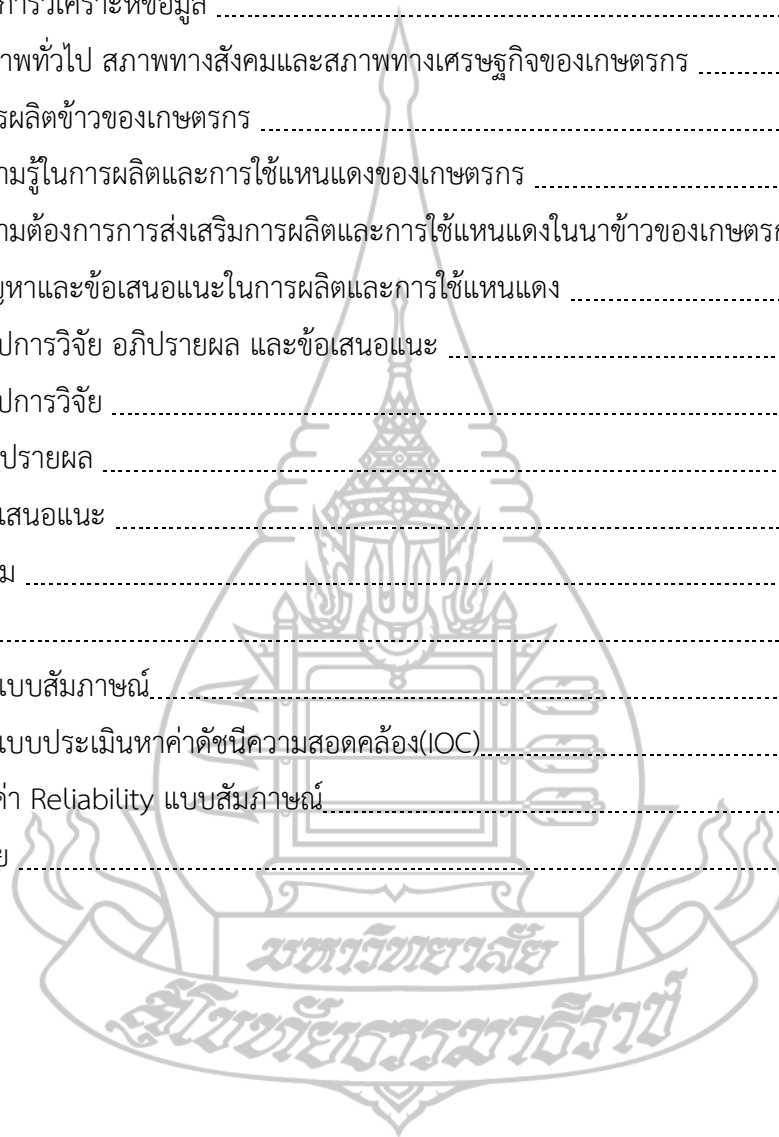 การวิเคราะห์ข้อมูล
าพทั่วไป สภาพทางสังคมและสภาพทางเศรษฐกิจของเกษตรกร
รผลิตข้าวของเกษตรกร
ามรู้ในการผลิตและการใช้แหนแดงของเกษตรกร
ามต้องการการส่งเสริมการผลิตและการใช้แหนแดงในนาข้าวของเกษตรก
ญหาและข้อเสนอแนะในการผลิตและการใช้แหนแดง
ปการวิจัย อภิปรายผล และข้อเสนอแนะ
ปการวิจัย
ปรายผล
เสนอแนะ
ม
แบบสัมภาษณ์
แบบประเมินหาค่าดัชนีความสอดคล้อง(IOC)
ค่า Reliability แบบสัมภาษณ์
ย
มหาวิทยาลัย
สุโขทัยธรรมาธิราช